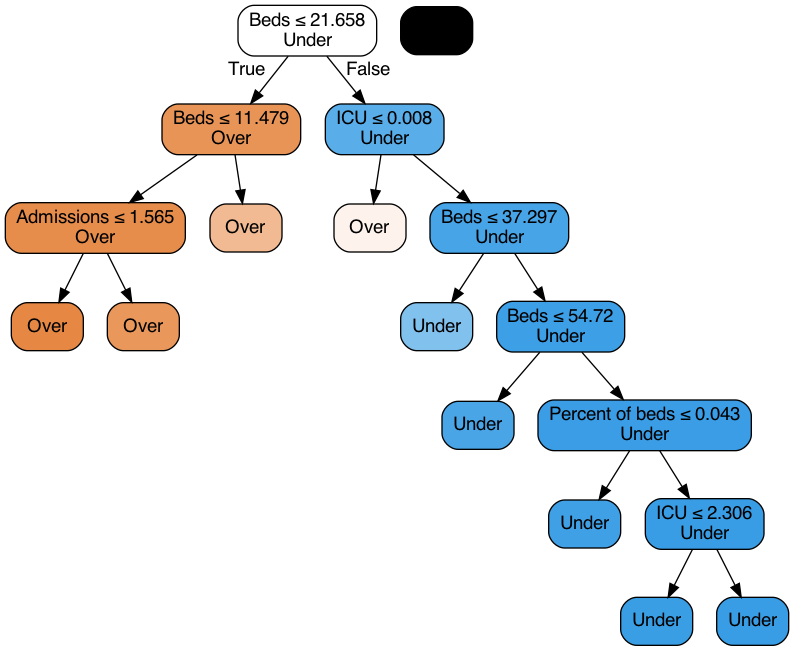 Beds ≤ 21.658
Under
True
False
Beds ≤ 11.479
Over
ICU ≤ 0.008
Under
Admissions ≤ 1.565
Over
Over
Over
Beds ≤ 37.297
Under
Over
Over
Under
Beds ≤ 54.72
Under
Under
Percent of beds ≤ 0.043
Under
Under
ICU ≤ 2.306
Under
Under
Under